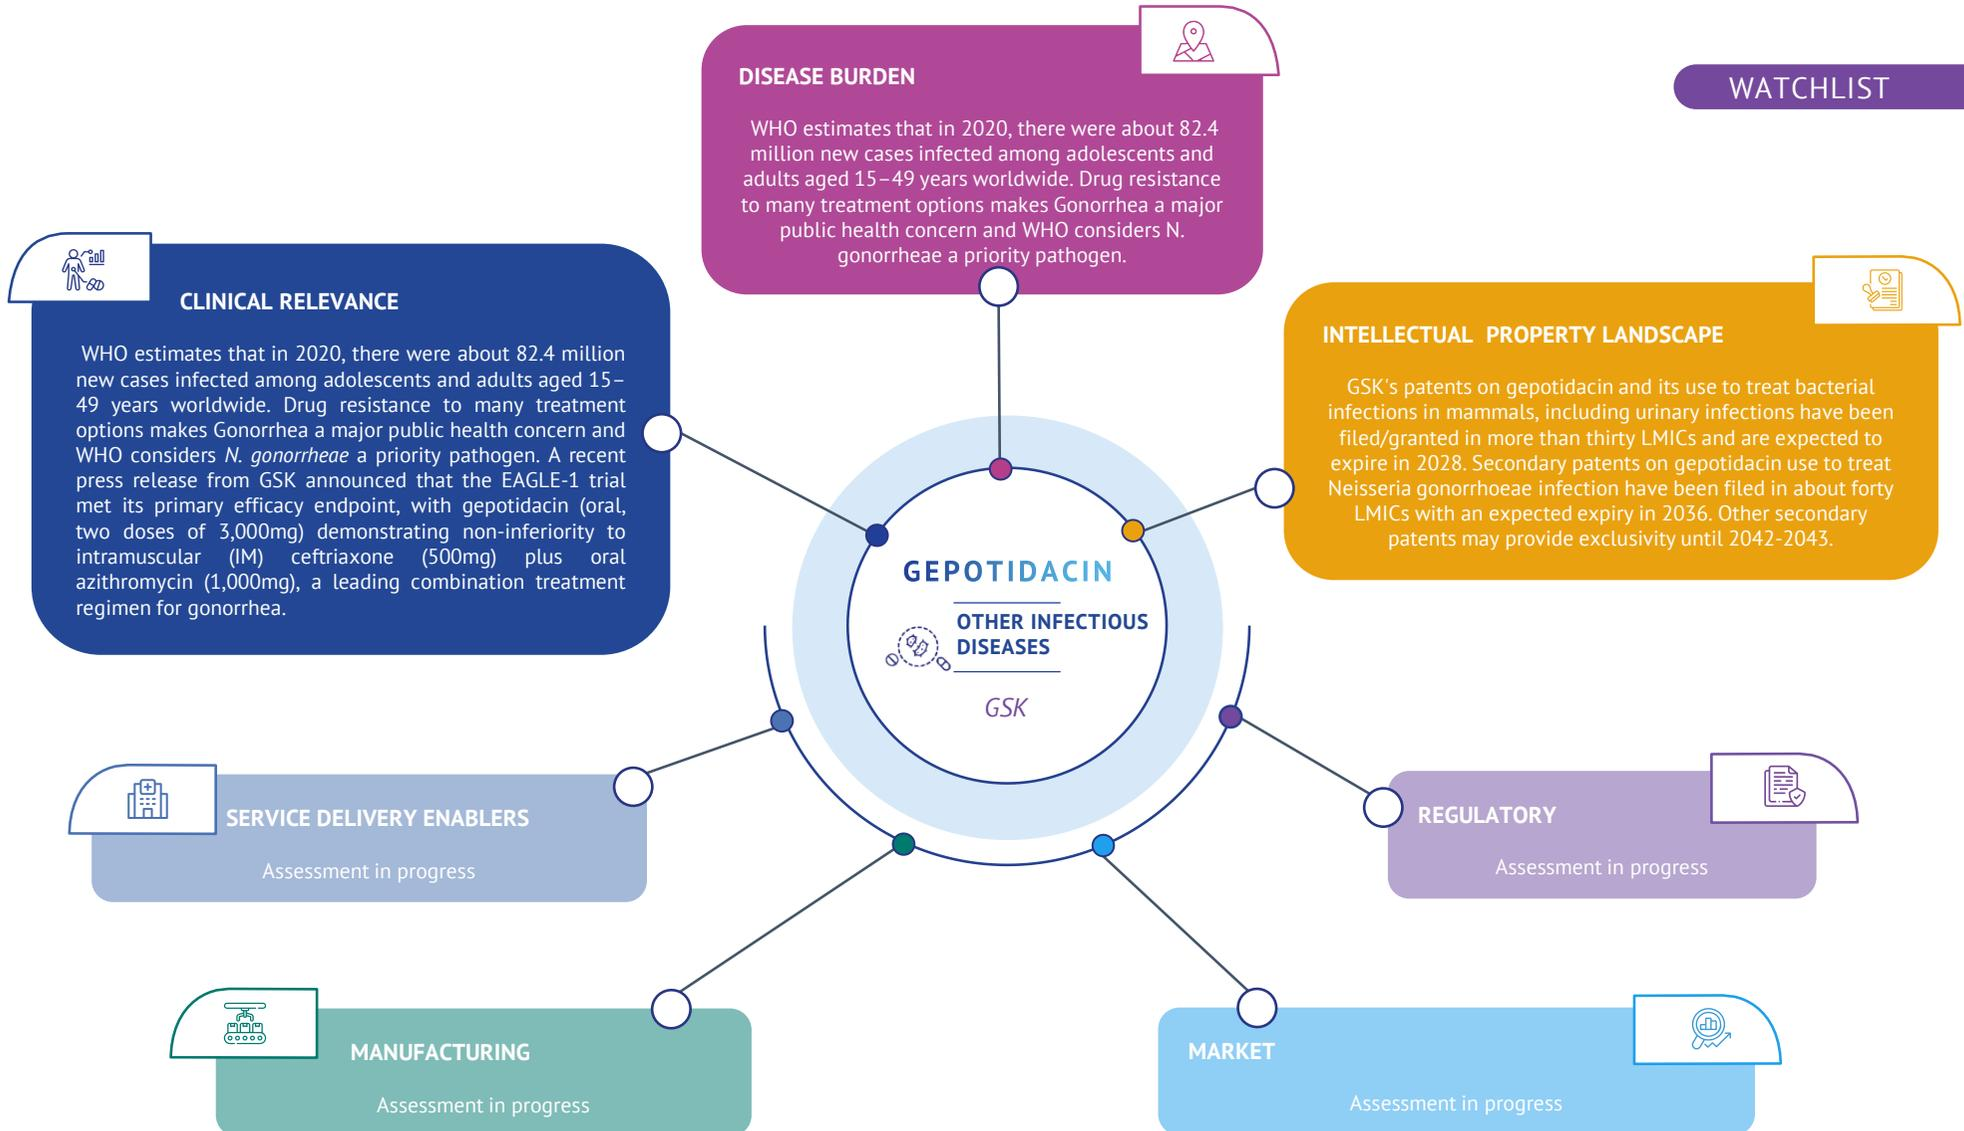 WATCHLIST
DISEASE BURDEN
WHO estimates that in 2020, there were about 82.4
million new cases infected among adolescents and
adults aged 15–49 years worldwide. Drug resistance
to many treatment options makes Gonorrhea a major
public health concern and WHO considers N.
gonorrheae a priority pathogen.
CLINICAL RELEVANCE
WHO estimates that in 2020, there were about 82.4 million
new cases infected among adolescents and adults aged 15–
49 years worldwide. Drug resistance to many treatment
options makes Gonorrhea a major public health concern and
WHO considers N. gonorrheae a priority pathogen. A recent
press release from GSK announced that the EAGLE-1 trial
met its primary efficacy endpoint, with gepotidacin (oral,
two doses of 3,000mg) demonstrating non-inferiority to
intramuscular (IM) ceftriaxone (500mg) plus oral
azithromycin (1,000mg), a leading combination treatment
regimen for gonorrhea.
INTELLECTUAL PROPERTY LANDSCAPE
GSK's patents on gepotidacin and its use to treat bacterial
infections in mammals, including urinary infections have been
filed/granted in more than thirty LMICs and are expected to
expire in 2028. Secondary patents on gepotidacin use to treat
Neisseria gonorrhoeae infection have been filed in about forty
LMICs with an expected expiry in 2036. Other secondary
patents may provide exclusivity until 2042-2043.
GEPOTIDACIN
OTHER INFECTIOUS
DISEASES
GSK
SERVICE DELIVERY ENABLERS
Assessment in progress
REGULATORY
Assessment in progress
MANUFACTURING
Assessment in progress
MARKET
Assessment in progress